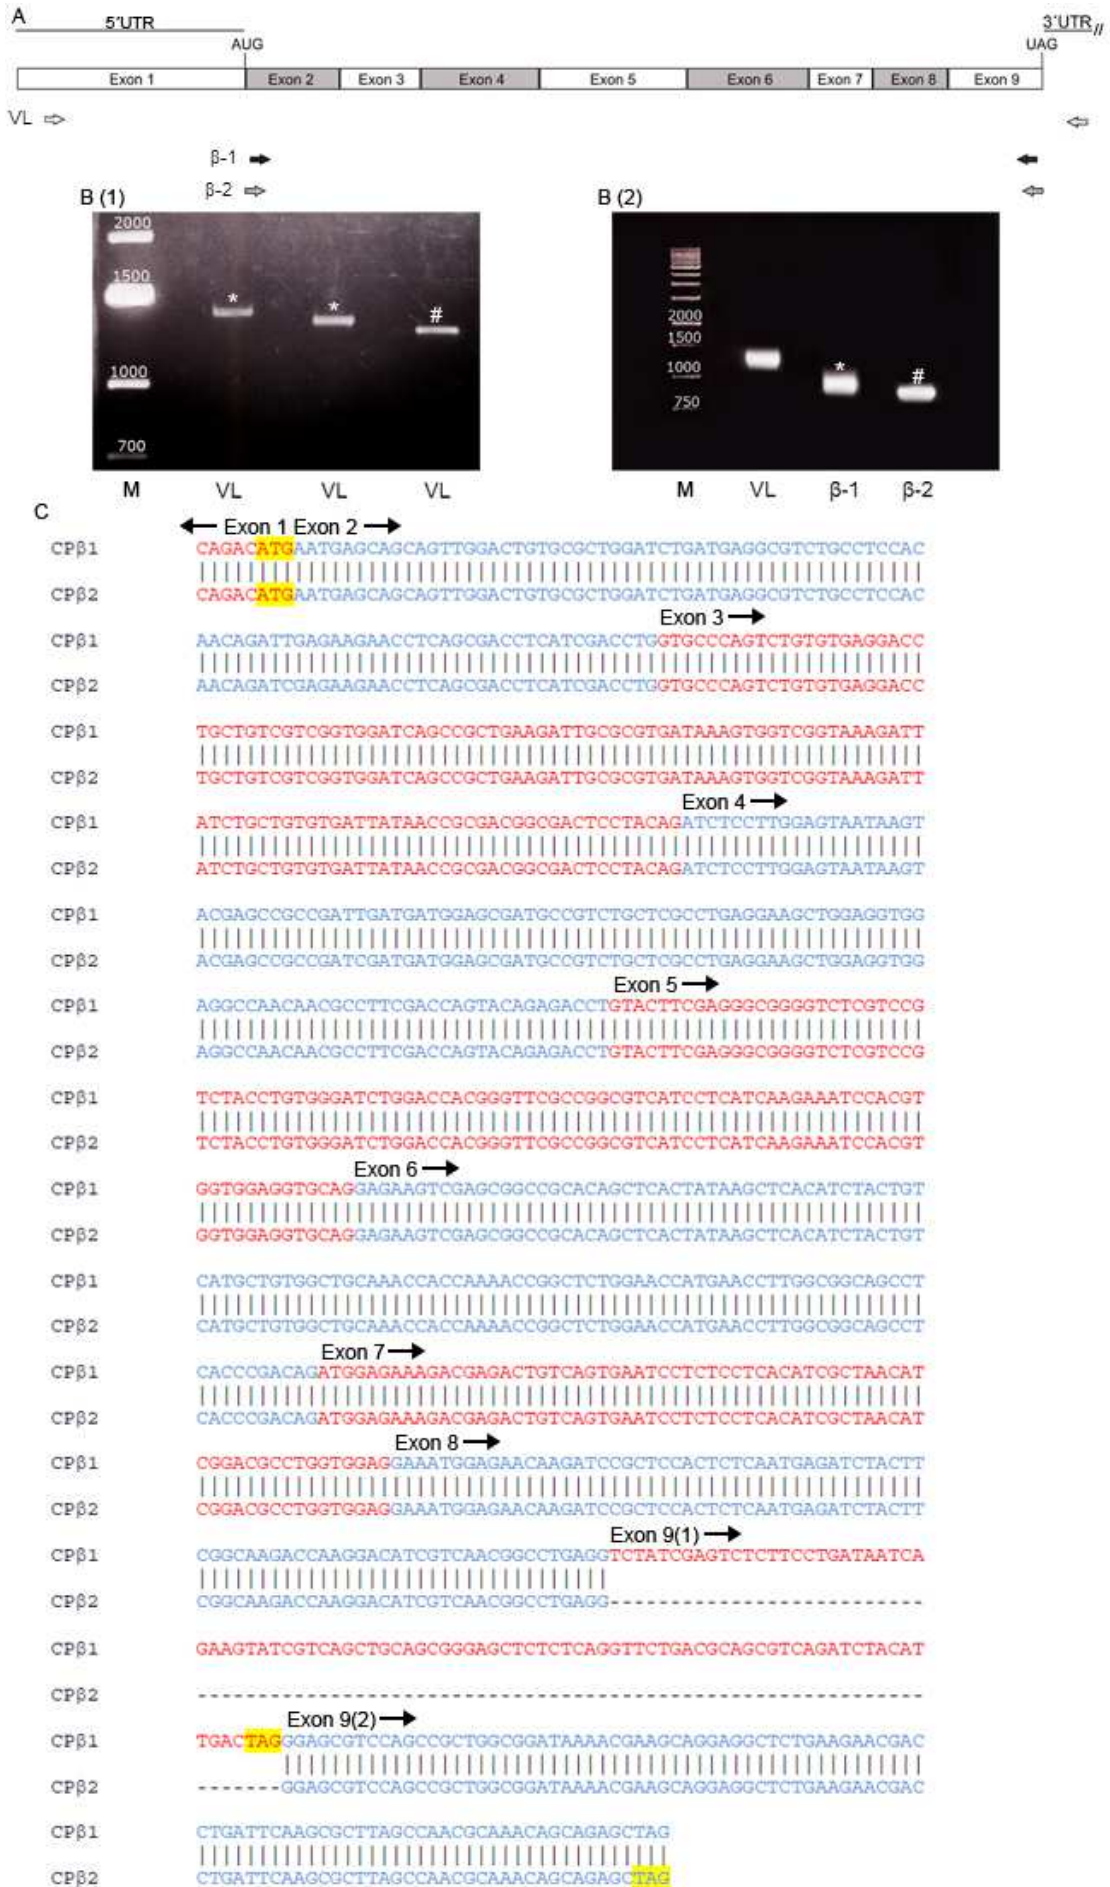 A
5´UTR
3´UTR //
AUG
UAG
Exon 1 Exon 2 Exon 3 Exon 4 Exon 5 Exon 6 Exon 7 Exon 8 Exon 9
VL
β-1
β-2
B (1)
B (2)
2000
1500
1000
700
* * #
2000
1500
1000
750
* #
M VL VL VL
M VL β-1 β-2
C
Exon 1 Exon 2
CPβ1 CAGACATGAATGAGCAGCAGTTGGACTGTGCGCTGGATCTGATGAGGCGTCTGCCTCCAC
CPβ2 CAGACATGAATGAGCAGCAGTTGGACTGTGCGCTGGATCTGATGAGGCGTCTGCCTCCAC
Exon 3
CPβ1 AACAGATTGAGAAGAACCTCAGCGACCTCATCGACCTGGTGCCCAGTCTGTGTGAGGACC
CPβ2 AACAGATCGAGAAGAACCTCAGCGACCTCATCGACCTGGTGCCCAGTCTGTGTGAGGACC
CPβ1 TGCTGTCGTCGGTGGATCAGCCGCTGAAGATTGCGCGTGATAAAGTGGTCGGTAAAGATT
CPβ2 TGCTGTCGTCGGTGGATCAGCCGCTGAAGATTGCGCGTGATAAAGTGGTCGGTAAAGATT
Exon 4
CPβ1 ATCTGCTGTGTGATTATAACCGCGACGGCGACTCCTACAGATCTCCTTGGAGTAATAAGT
CPβ2 ATCTGCTGTGTGATTATAACCGCGACGGCGACTCCTACAGATCTCCTTGGAGTAATAAGT
CPβ1 ACGAGCCGCCGATTGATGATGGAGCGATGCCGTCTGCTCGCCTGAGGAAGCTGGAGGTGG
CPβ2 ACGAGCCGCCGATCGATGATGGAGCGATGCCGTCTGCTCGCCTGAGGAAGCTGGAGGTGG
Exon 5
CPβ1 AGGCCAACAACGCCTTCGACCAGTACAGAGACCTGTACTTCGAGGGCGGGGTCTCGTCCG
CPβ2 AGGCCAACAACGCCTTCGACCAGTACAGAGACCTGTACTTCGAGGGCGGGGTCTCGTCCG
CPβ1 TCTACCTGTGGGATCTGGACCACGGGTTCGCCGGCGTCATCCTCATCAAGAAATCCACGT
CPβ2 TCTACCTGTGGGATCTGGACCACGGGTTCGCCGGCGTCATCCTCATCAAGAAATCCACGT
Exon 6
CPβ1 GGTGGAGGTGCAGGAGAAGTCGAGCGGCCGCACAGCTCACTATAAGCTCACATCTACTGT
CPβ2 GGTGGAGGTGCAGGAGAAGTCGAGCGGCCGCACAGCTCACTATAAGCTCACATCTACTGT
CPβ1 CATGCTGTGGCTGCAAACCACCAAAACCGGCTCTGGAACCATGAACCTTGGCGGCAGCCT
CPβ2 CATGCTGTGGCTGCAAACCACCAAAACCGGCTCTGGAACCATGAACCTTGGCGGCAGCCT
Exon 7
CPβ1 CACCCGACAGATGGAGAAAGACGAGACTGTCAGTGAATCCTCTCCTCACATCGCTAACAT
CPβ2 CACCCGACAGATGGAGAAAGACGAGACTGTCAGTGAATCCTCTCCTCACATCGCTAACAT
Exon 8
CPβ1 CGGACGCCTGGTGGAGGAAATGGAGAACAAGATCCGCTCCACTCTCAATGAGATCTACTT
CPβ2 CGGACGCCTGGTGGAGGAAATGGAGAACAAGATCCGCTCCACTCTCAATGAGATCTACTT
Exon 9(1)
CPβ1 CGGCAAGACCAAGGACATCGTCAACGGCCTGAGGTCTATCGAGTCTCTTCCTGATAATCA
CPβ2 CGGCAAGACCAAGGACATCGTCAACGGCCTGAGG--------------------------
CPβ1 GAAGTATCGTCAGCTGCAGCGGGAGCTCTCTCAGGTTCTGACGCAGCGTCAGATCTACAT
CPβ2 ------------------------------------------------------------
Exon 9(2)
CPβ1 TGACTAGGGAGCGTCCAGCCGCTGGCGGATAAAACGAAGCAGGAGGCTCTGAAGAACGAC
CPβ2 -------GGAGCGTCCAGCCGCTGGCGGATAAAACGAAGCAGGAGGCTCTGAAGAACGAC
CPβ1 CTGATTCAAGCGCTTAGCCAACGCAAACAGCAGAGCTAG
CPβ2 CTGATTCAAGCGCTTAGCCAACGCAAACAGCAGAGCTAG